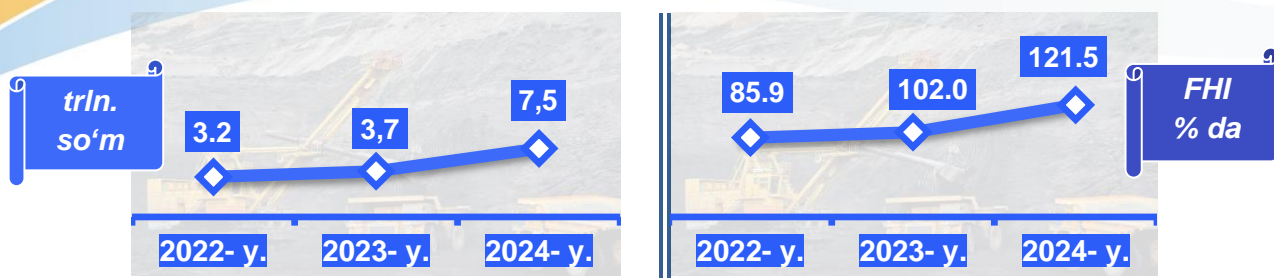 trln.
so‘m
3.2
3,7
7,5
2022- y.
2023- y.
2024- y.
85.9
102.0
121.5
FHI
% da
2022- y.
2023- y.
2024- y.